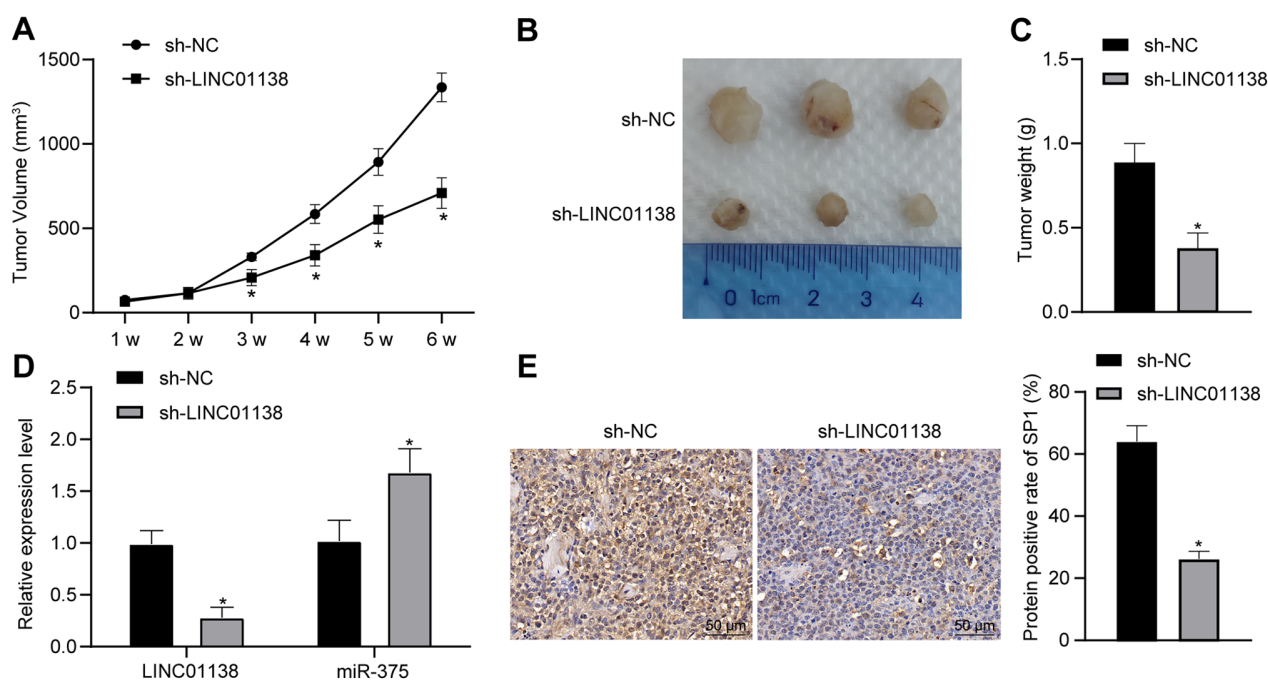 A
sh-NC
sh-LINC01138
Tumor Volume (mm³)
1500
1000
500
0
1 w 2 w 3 w 4 w 5 w 6 w
* * * *
B
sh-NC
sh-LINC01138
0 1cm 2 3 4
C
sh-NC
sh-LINC01138
Tumor weight (g)
1.5
1.0
0.5
0.0
*
D
sh-NC
sh-LINC01138
Relative expression level
2.5
2.0
1.5
1.0
0.5
0.0
* *
LINC01138 miR-375
E
sh-NC sh-LINC01138
50 μm 50 μm
sh-NC
sh-LINC01138
Protein positive rate of SP1 (%)
80
60
40
20
0
*